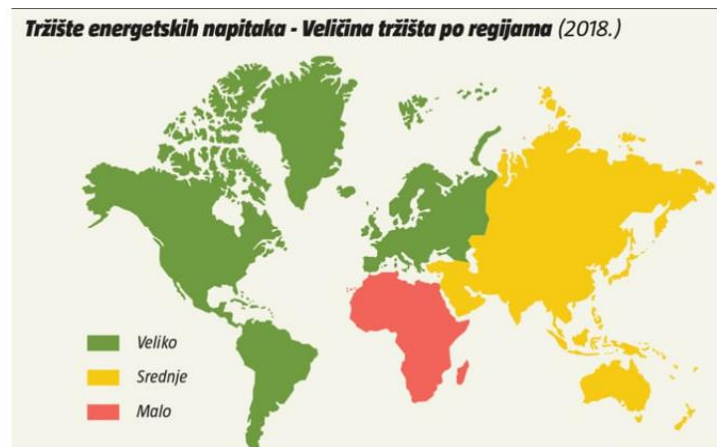 Tržište energetskih napitaka - Veličina tržišta po regijama (2018.)
Veliko
Srednje
Malo